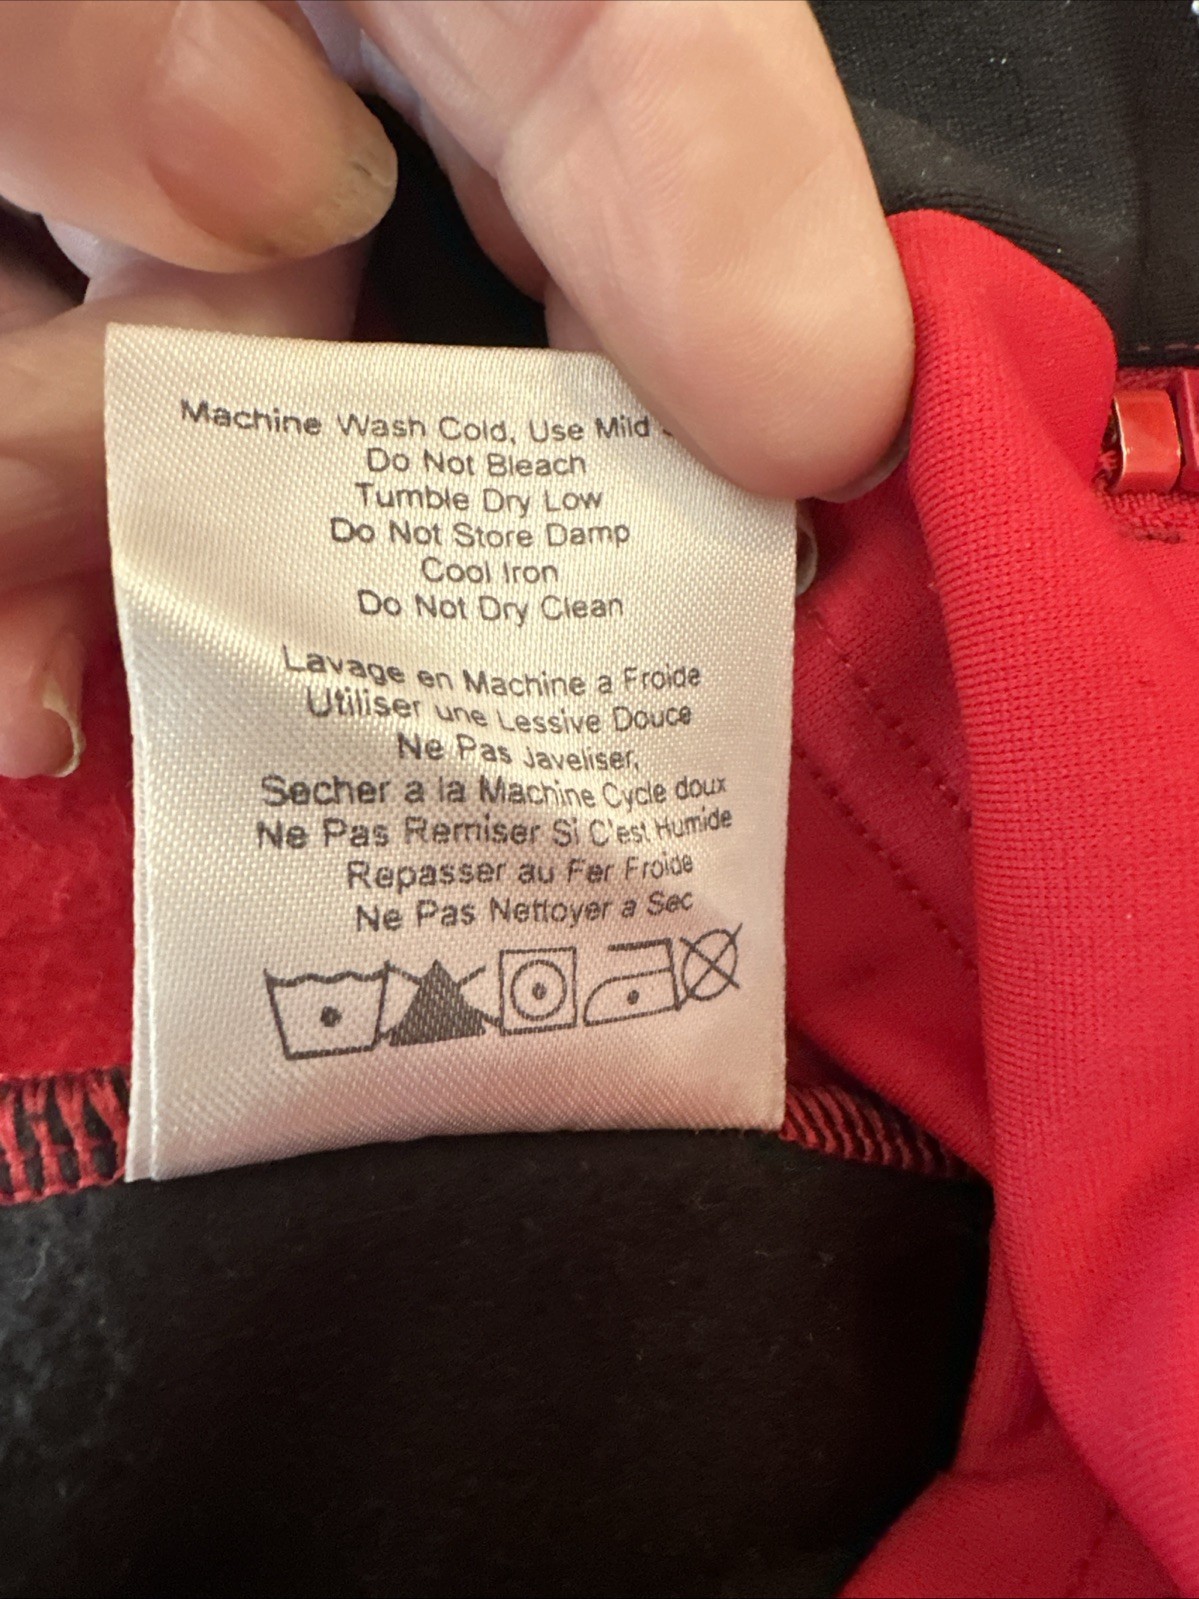 Machine Wash Cold, Use Mild
Do Not Bleach
Tumble Dry Low
Do Not Store Damp
Cool Iron
Do Not Dry Clean
Lavage en Machine a Froide
Utiliser une Lessive Douce
Ne Pas Javeliser,
Secher a la Machine Cycle doux
Ne Pas Remiser Si C'est Humide
Repasser au Fer Froide
Ne Pas Nettoyer a Sec